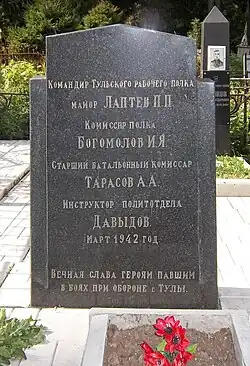 Командир Тульского рабочего полка
майор Лаптев П.П.
Комиссар полка
Богомолов И.Я.
Старший батальонный комиссар
Тарасов А.А.
Инструктор политотдела
Давыдов.
Март 1942 год.
Вечная слава героям павшим
в боях при обороне г. Тулы.